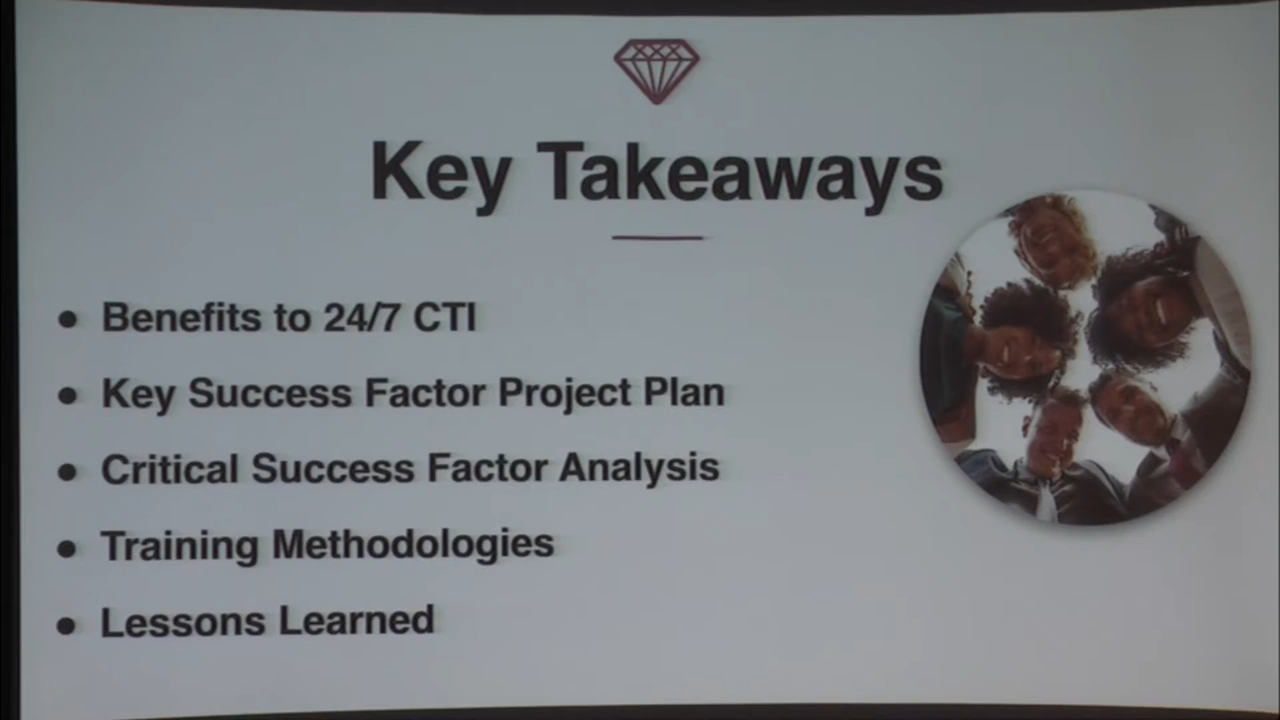 Key Takeaways
• Benefits to 24/7 CTI
• Key Success Factor Project Plan
• Critical Success Factor Analysis
• Training Methodologies
• Lessons Learned